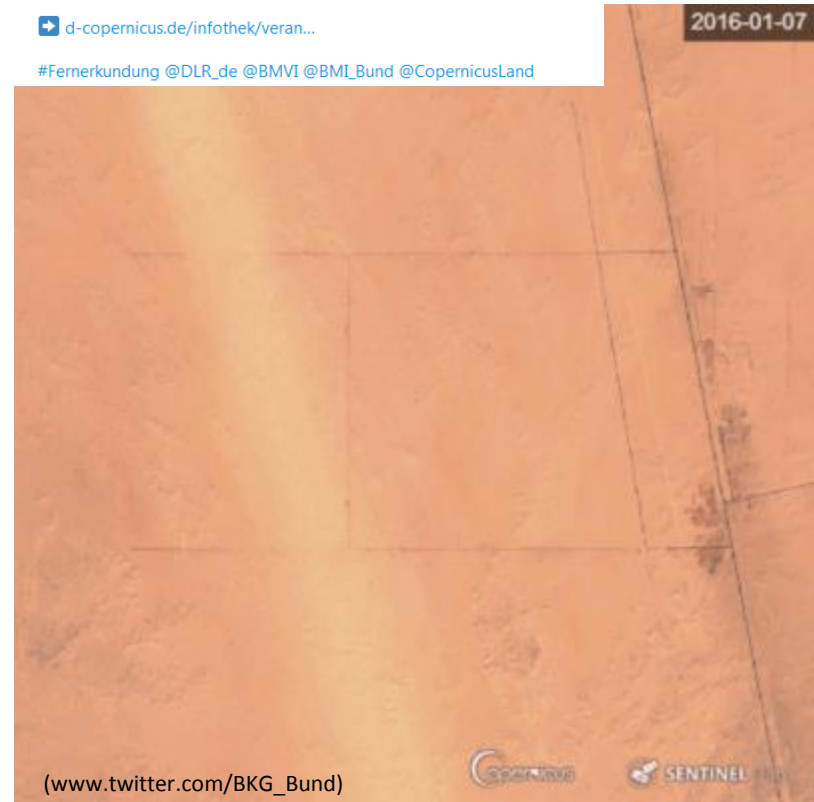 d-copernicus.de/infothek/veran...
2016-01-07
#Fernerkundung @DLR_de @BMVI @BMI_Bund @CopernicusLand
(www.twitter.com/BKG_Bund)
Copernicus
SENTINEL